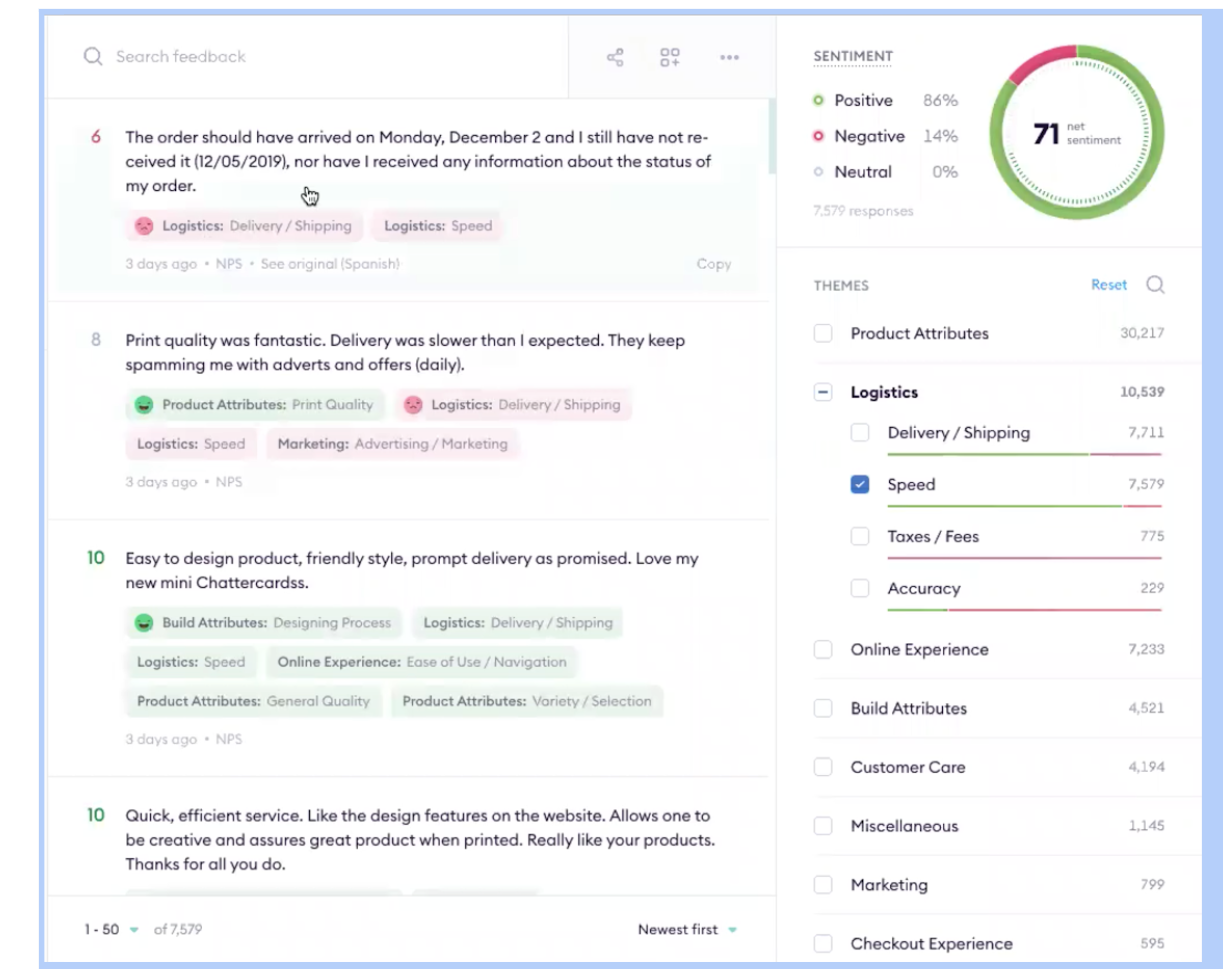 Search feedback
6
The order should have arrived on Monday, December 2 and I still have not re-
ceived it (12/05/2019), nor have I received any information about the status of
my order.
Logistics: Delivery / Shipping
Logistics: Speed
3 days ago • NPS • See original (Spanish)
Copy
8
Print quality was fantastic. Delivery was slower than I expected. They keep
spamming me with adverts and offers (daily).
Product Attributes: Print Quality
Logistics: Delivery / Shipping
Logistics: Speed
Marketing: Advertising / Marketing
3 days ago • NPS
10
Easy to design product, friendly style, prompt delivery as promised. Love my
new mini Chattercardss.
Build Attributes: Designing Process
Logistics: Delivery / Shipping
Logistics: Speed
Online Experience: Ease of Use / Navigation
Product Attributes: General Quality
Product Attributes: Variety / Selection
3 days ago • NPS
10
Quick, efficient service. Like the design features on the website. Allows one to
be creative and assures great product when printed. Really like your products.
Thanks for all you do.
1 - 50
of 7,579
Newest first
SENTIMENT
Positive 86%
Negative 14%
Neutral 0%
7,579 responses
71 net
sentiment
THEMES
Reset
Product Attributes 30,217
Logistics 10,539
Delivery / Shipping 7,711
Speed 7,579
Taxes / Fees 775
Accuracy 229
Online Experience 7,233
Build Attributes 4,521
Customer Care 4,194
Miscellaneous 1,145
Marketing 799
Checkout Experience 595